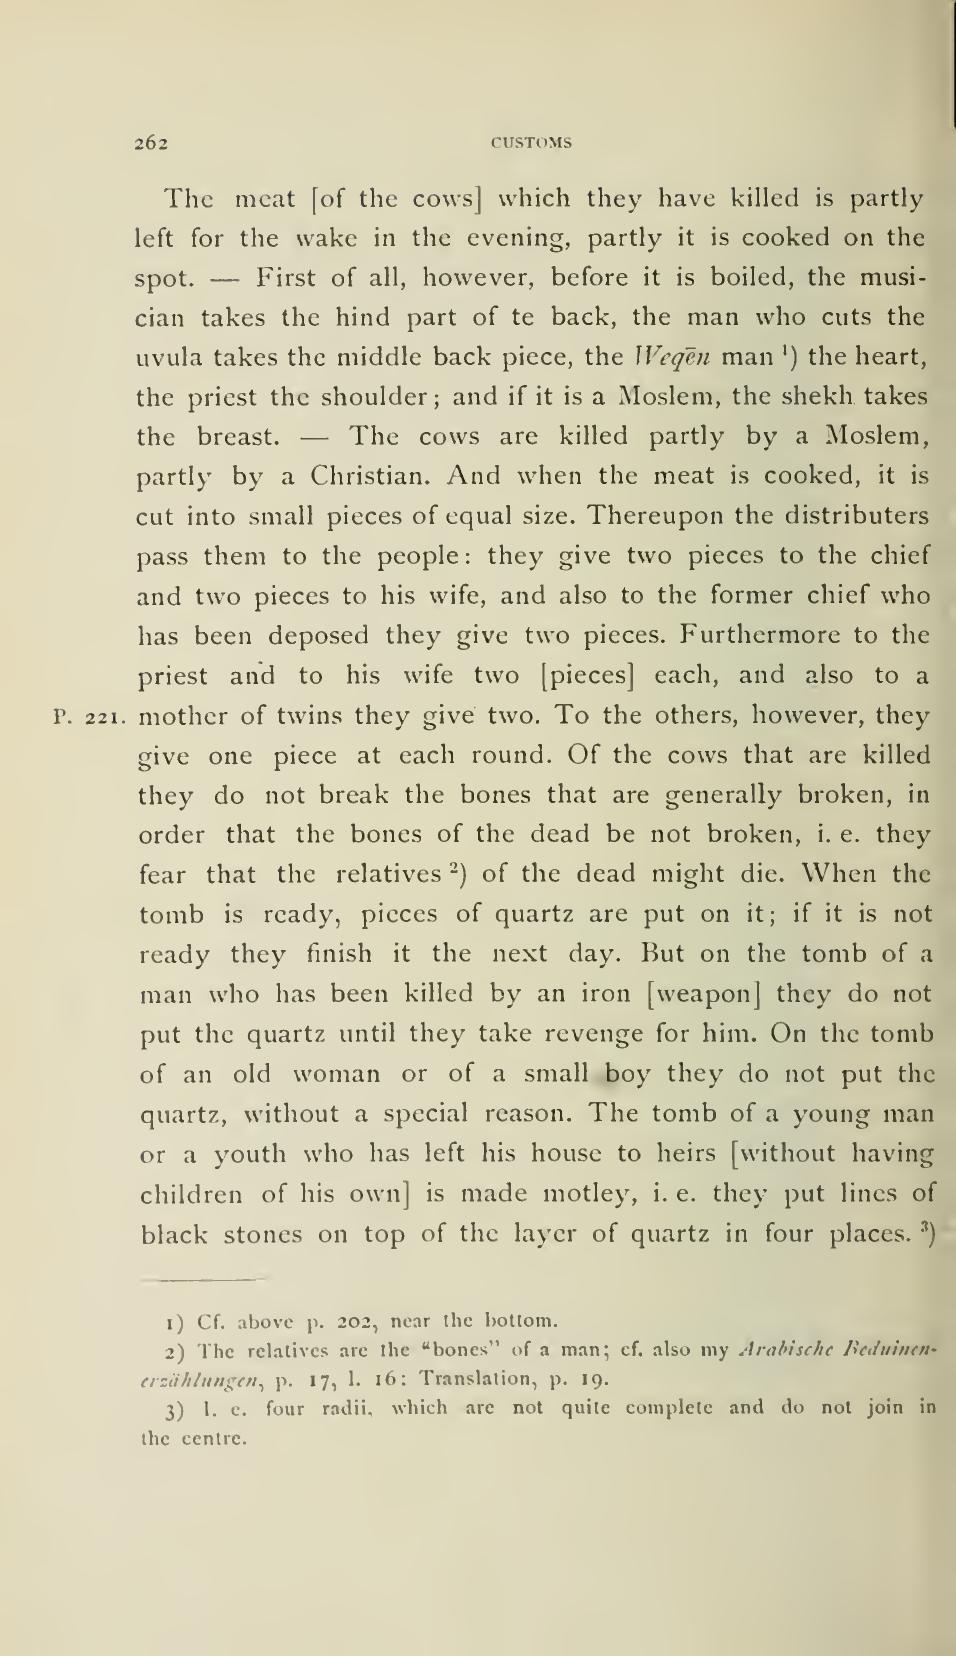 262 CUSTOMS
The meat [of the cows] which they have killed is partly
left for the wake in the evening, partly it is cooked on the
spot. — First of all, however, before it is boiled, the musi-
cian takes the hind part of te back, the man who cuts the
uvula takes the middle back piece, the Weqēn man ¹) the heart,
the priest the shoulder; and if it is a Moslem, the shekh takes
the breast. — The cows are killed partly by a Moslem,
partly by a Christian. And when the meat is cooked, it is
cut into small pieces of equal size. Thereupon the distributers
pass them to the people: they give two pieces to the chief
and two pieces to his wife, and also to the former chief who
has been deposed they give two pieces. Furthermore to the
priest and to his wife two [pieces] each, and also to a
P. 221. mother of twins they give two. To the others, however, they
give one piece at each round. Of the cows that are killed
they do not break the bones that are generally broken, in
order that the bones of the dead be not broken, i. e. they
fear that the relatives ²) of the dead might die. When the
tomb is ready, pieces of quartz are put on it; if it is not
ready they finish it the next day. But on the tomb of a
man who has been killed by an iron [weapon] they do not
put the quartz until they take revenge for him. On the tomb
of an old woman or of a small boy they do not put the
quartz, without a special reason. The tomb of a young man
or a youth who has left his house to heirs [without having
children of his own] is made motley, i. e. they put lines of
black stones on top of the layer of quartz in four places. ³)
1) Cf. above p. 202, near the bottom.
2) The relatives are the “bones” of a man; cf. also my Arabische Beduinen-
erzählungen, p. 17, l. 16: Translation, p. 19.
3) I. e. four radii, which are not quite complete and do not join in
the centre.